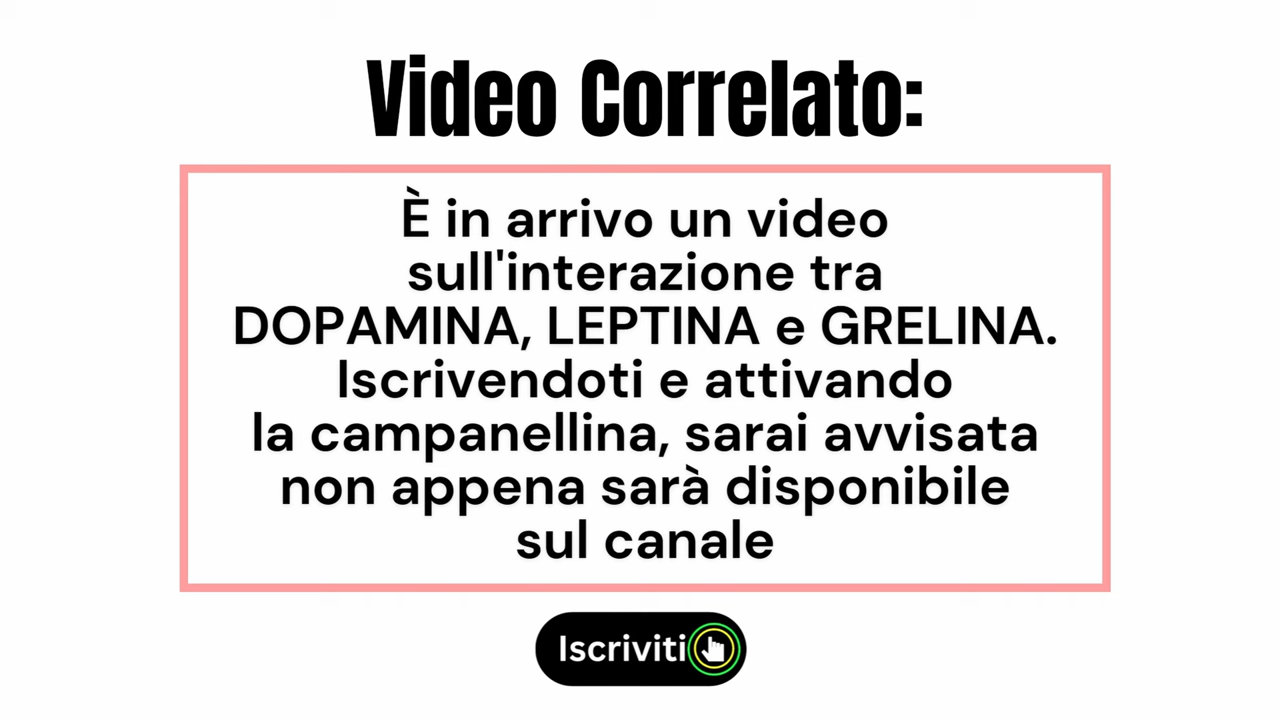 Video Correlato:
È in arrivo un video
sull'interazione tra
DOPAMINA, LEPTINA e GRELINA.
Iscrivendoti e attivando
la campanellina, sarai avvisata
non appena sarà disponibile
sul canale
Iscriviti